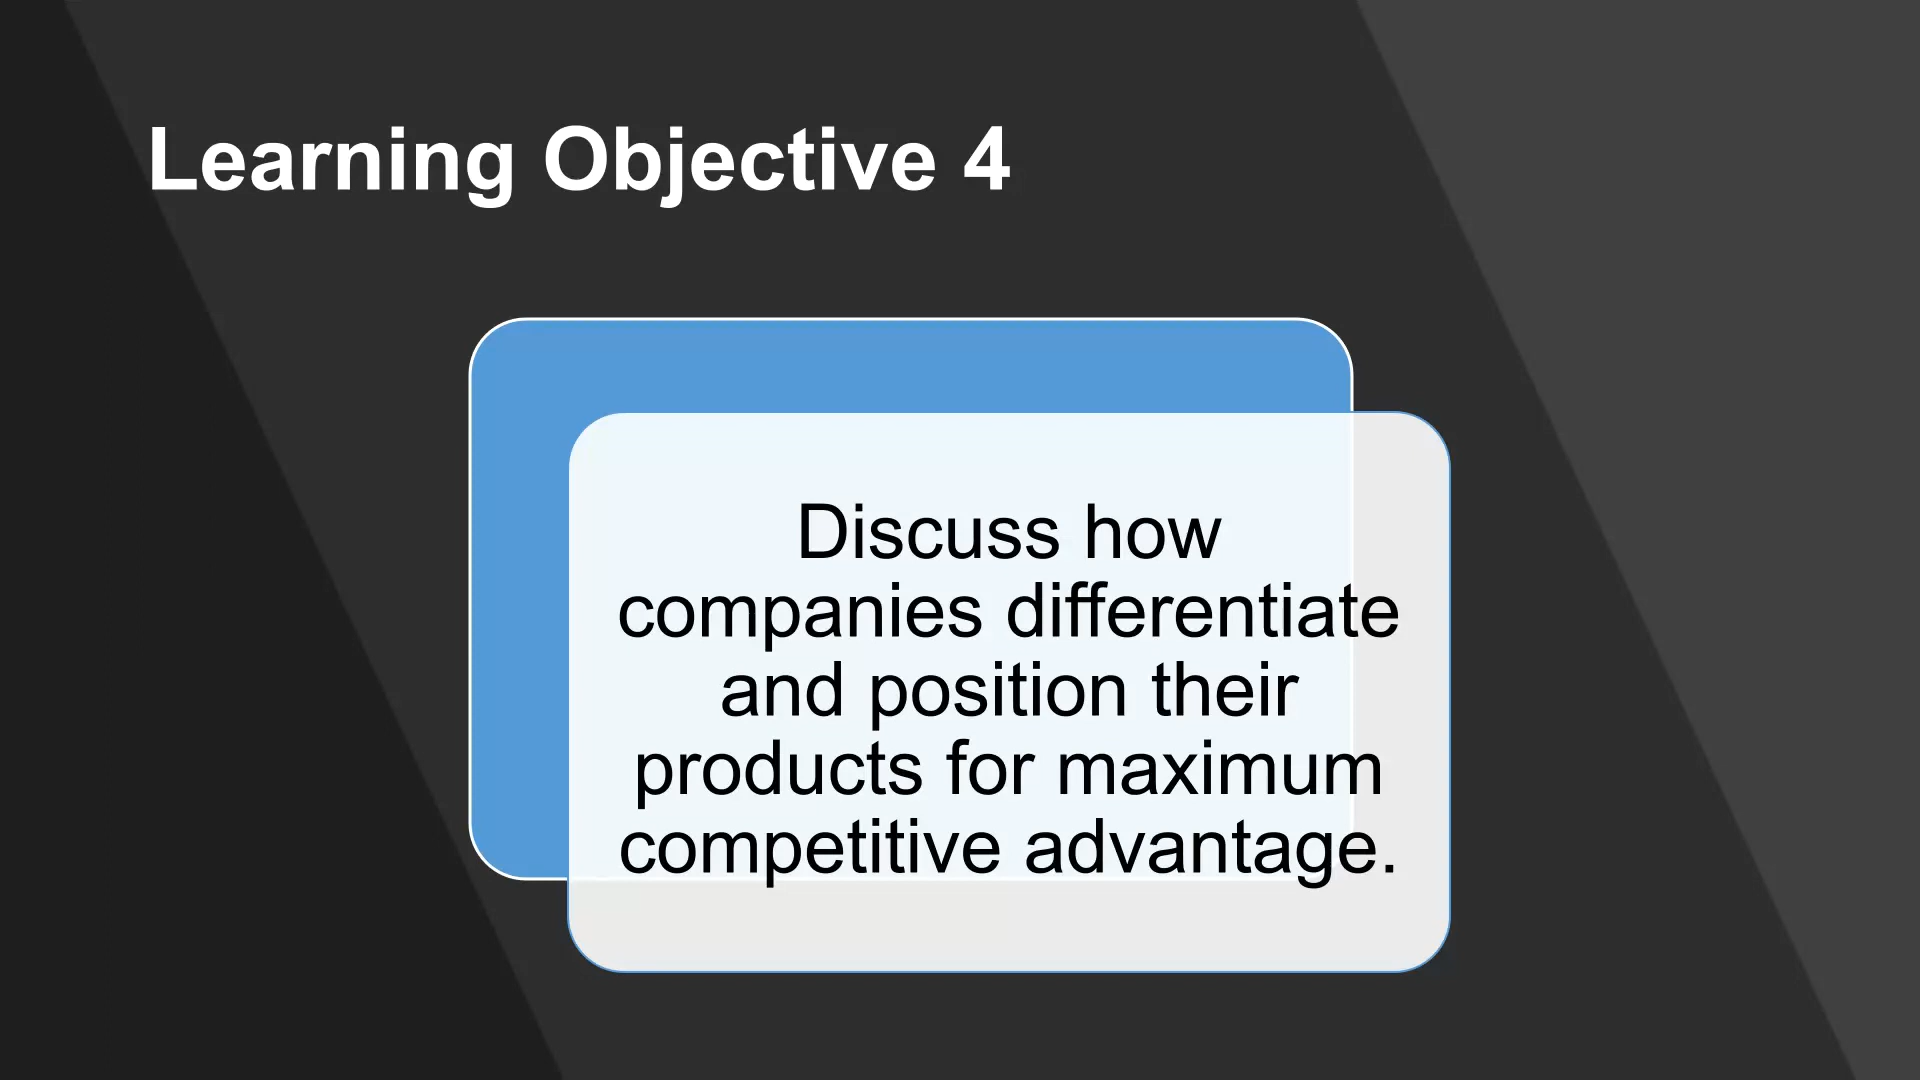 Learning Objective 4
Discuss how
companies differentiate
and position their
products for maximum
competitive advantage.